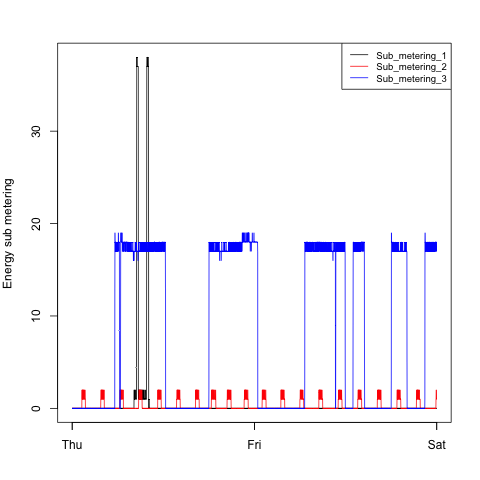 Sub_metering_1
Sub_metering_2
Sub_metering_3
Energy sub metering
30
20
10
0
Thu
Fri
Sat